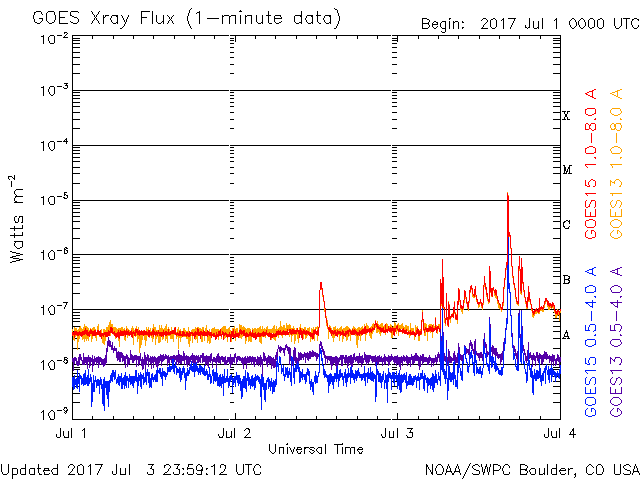 GOES Xray Flux (1-minute data)
Begin: 2017 Jul 1 0000 UTC
10-2
10-3
10-4
10-5
10-6
10-7
10-8
10-9
Watts m-2
X
M
C
B
A
GOES15 1.0-8.0 A
GOES13 1.0-8.0 A
GOES15 0.5-4.0 A
GOES13 0.5-4.0 A
Jul 1
Jul 2
Jul 3
Jul 4
Universal Time
Updated 2017 Jul 3 23:59:12 UTC
NOAA/SWPC Boulder, CO USA